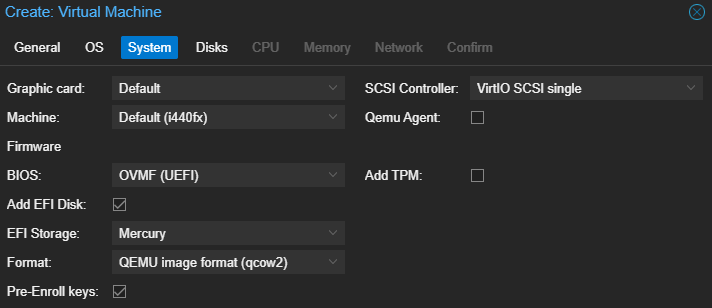 Create: Virtual Machine
General OS System Disks CPU Memory Network Confirm
Graphic card: Default SCSI Controller: VirtIO SCSI single
Machine: Default (i440fx) Qemu Agent:
Firmware
BIOS: OVMF (UEFI) Add TPM:
Add EFI Disk:
EFI Storage: Mercury
Format: QEMU image format (qcow2)
Pre-Enroll keys: